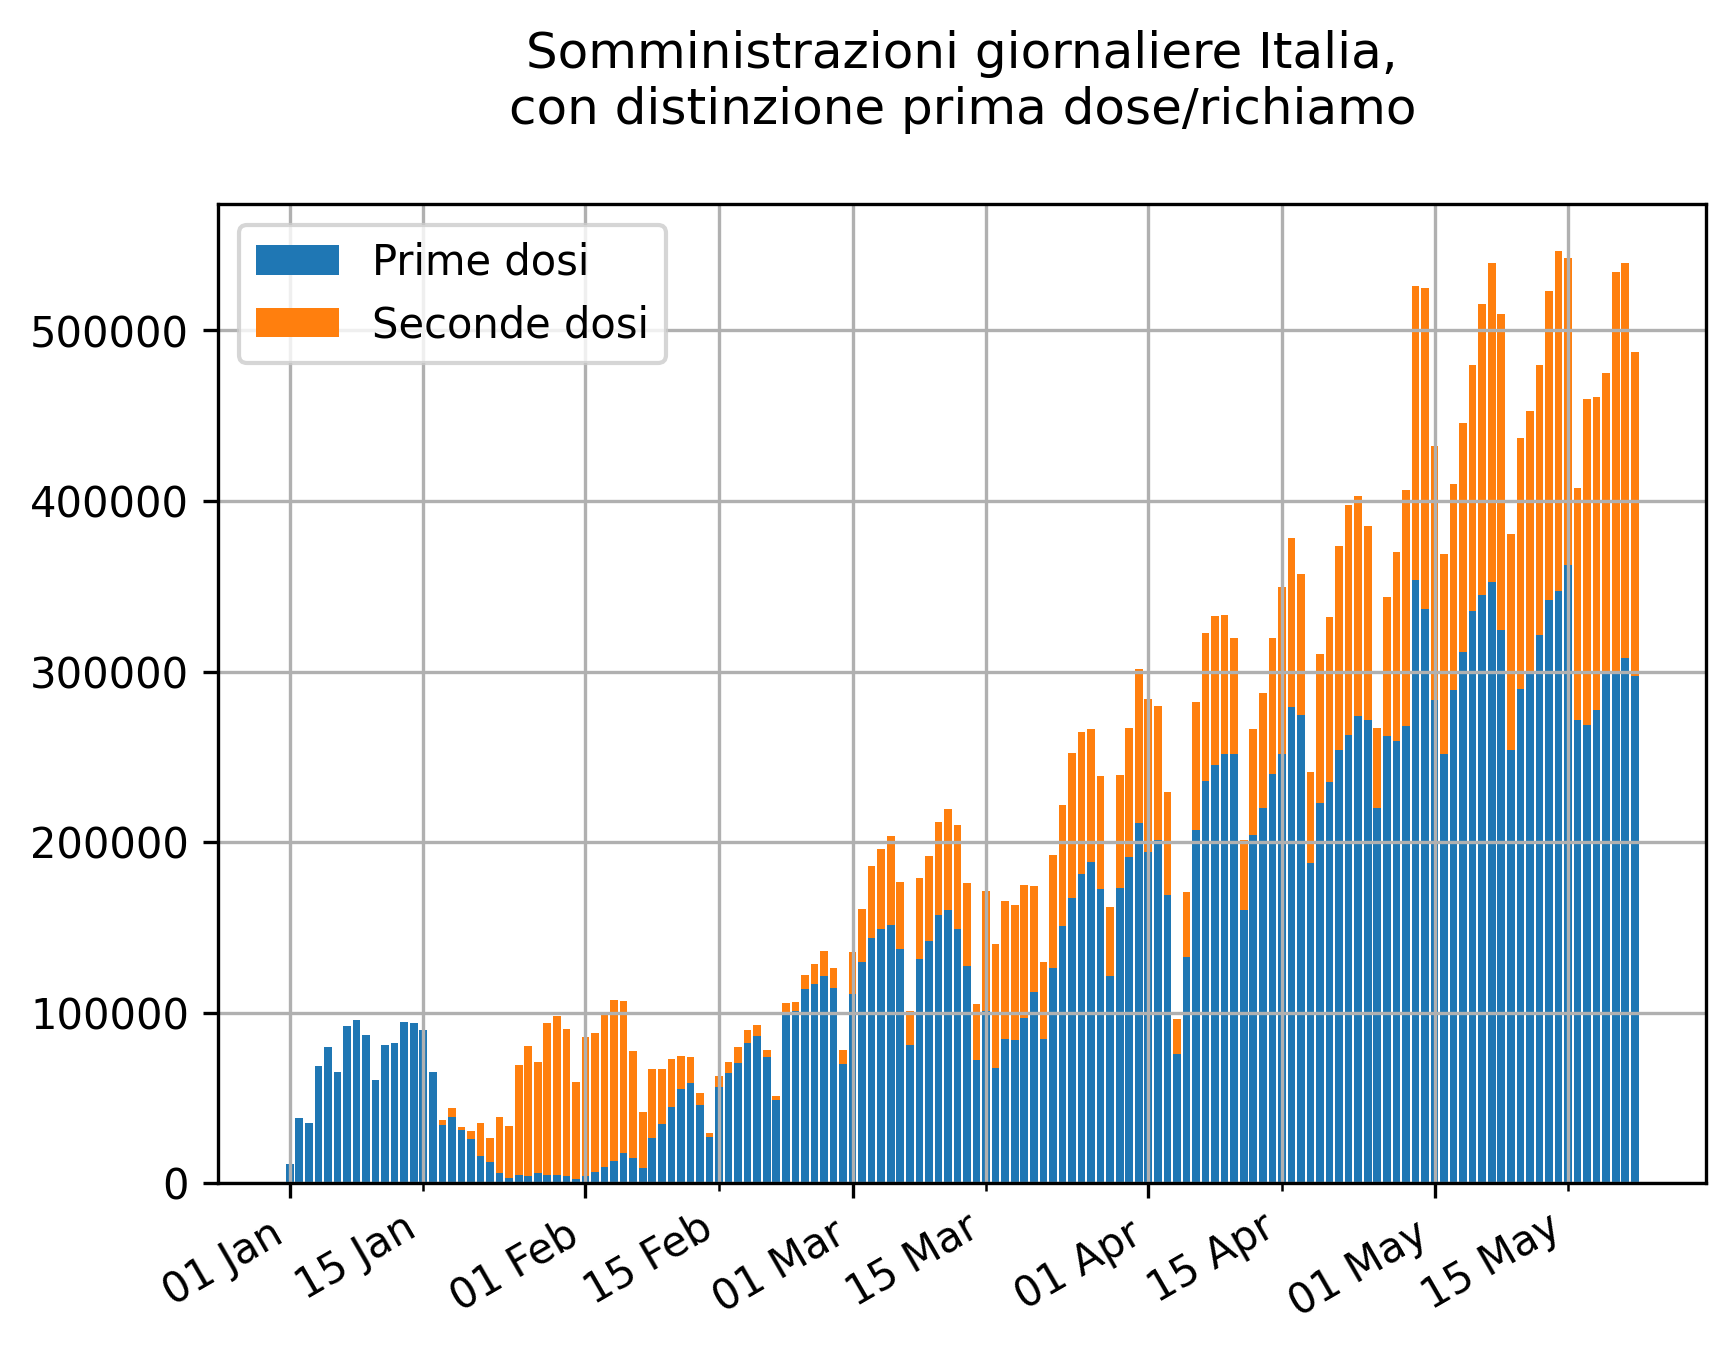 Somministrazioni giornaliere Italia,
con distinzione prima dose/richiamo
Prime dosi
Seconde dosi
500000
400000
300000
200000
100000
0
01 Jan
15 Jan
01 Feb
15 Feb
01 Mar
15 Mar
01 Apr
15 Apr
01 May
15 May